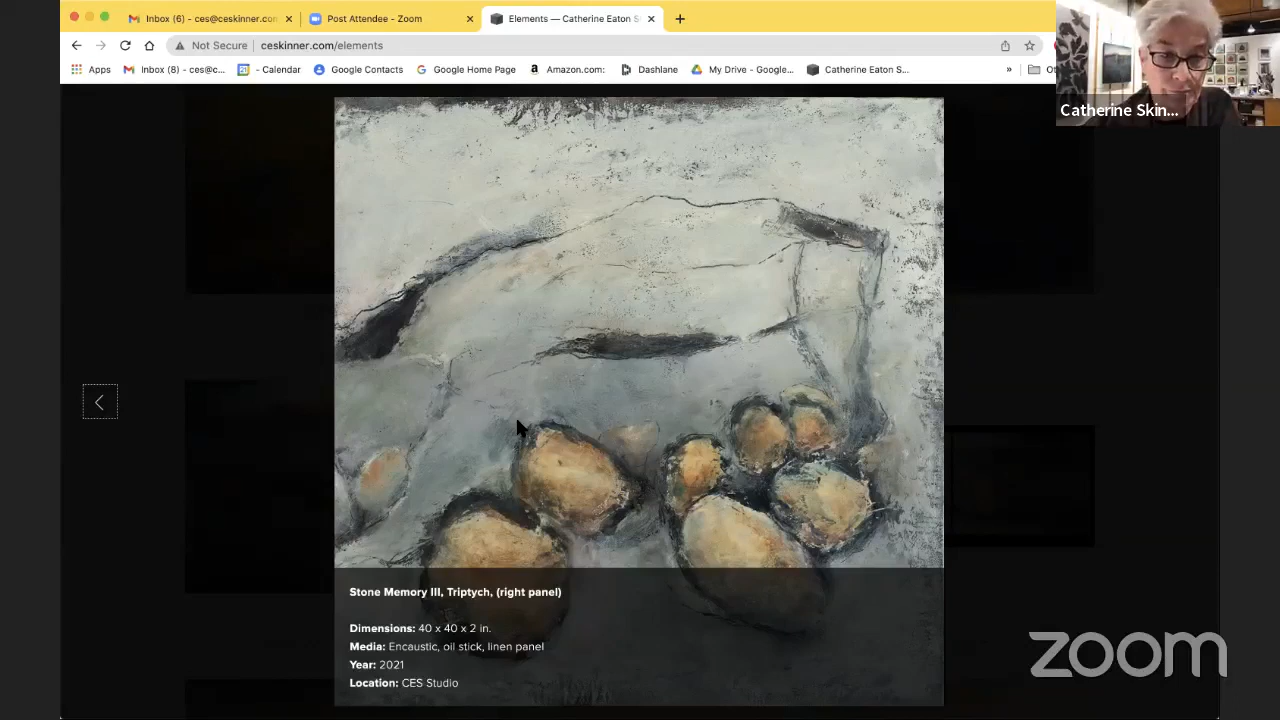 Inbox (6) - ces@ceskinner.con
Post Attendee - Zoom
Elements — Catherine Eaton S
Not Secure
ceskinner.com/elements
Apps
Inbox (8) - ces@c...
- Calendar
Google Contacts
Google Home Page
Amazon.com:
Dashlane
My Drive - Google...
Catherine Eaton S...
»
Ot
Catherine Skin...
Stone Memory III, Triptych, (right panel)
Dimensions: 40 x 40 x 2 in.
Media: Encaustic, oil stick, linen panel
Year: 2021
Location: CES Studio
zoom